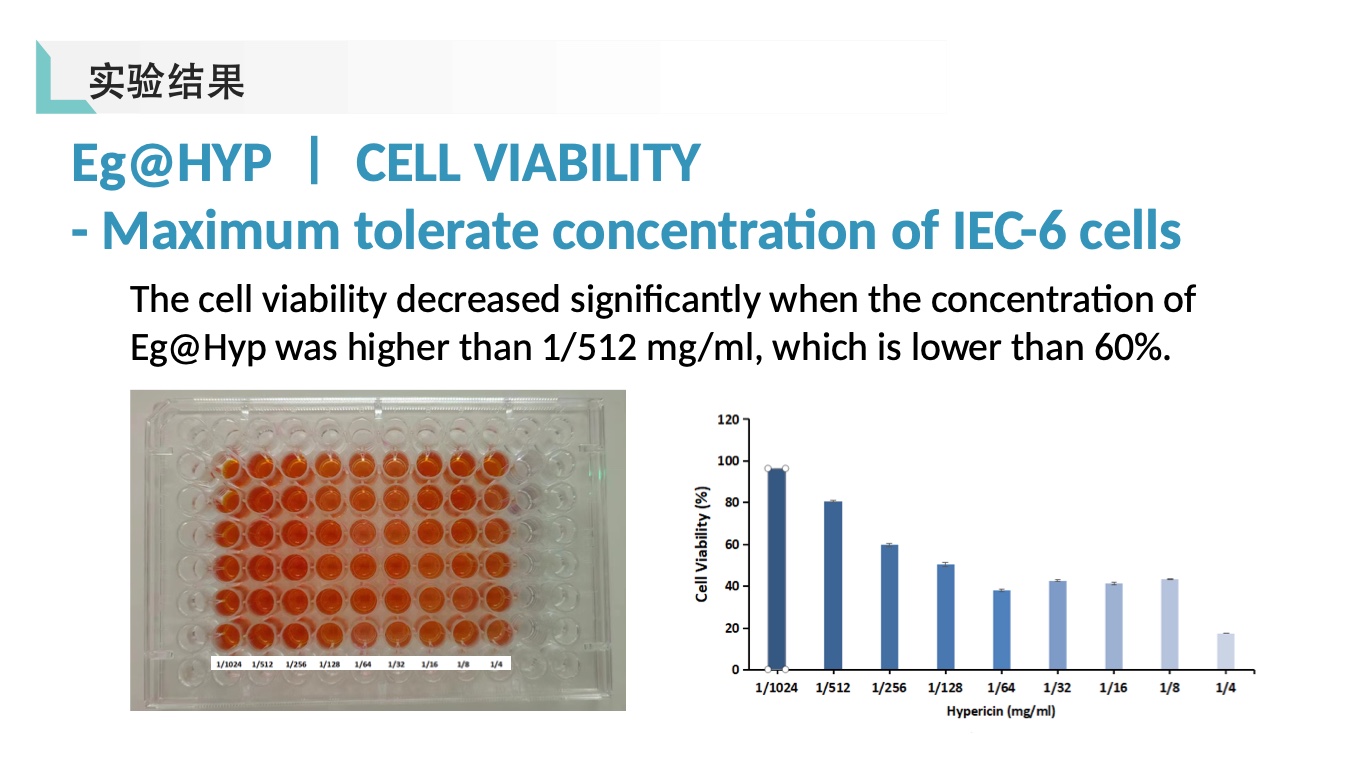 实验结果
Eg@HYP | CELL VIABILITY
- Maximum tolerate concentration of IEC-6 cells
The cell viability decreased significantly when the concentration of
Eg@Hyp was higher than 1/512 mg/ml, which is lower than 60%.
1/1024 1/512 1/256 1/128 1/64 1/32 1/16 1/8 1/4
Cell Viability (%)
120
100
80
60
40
20
0
1/1024 1/512 1/256 1/128 1/64 1/32 1/16 1/8 1/4
Hypericin (mg/ml)